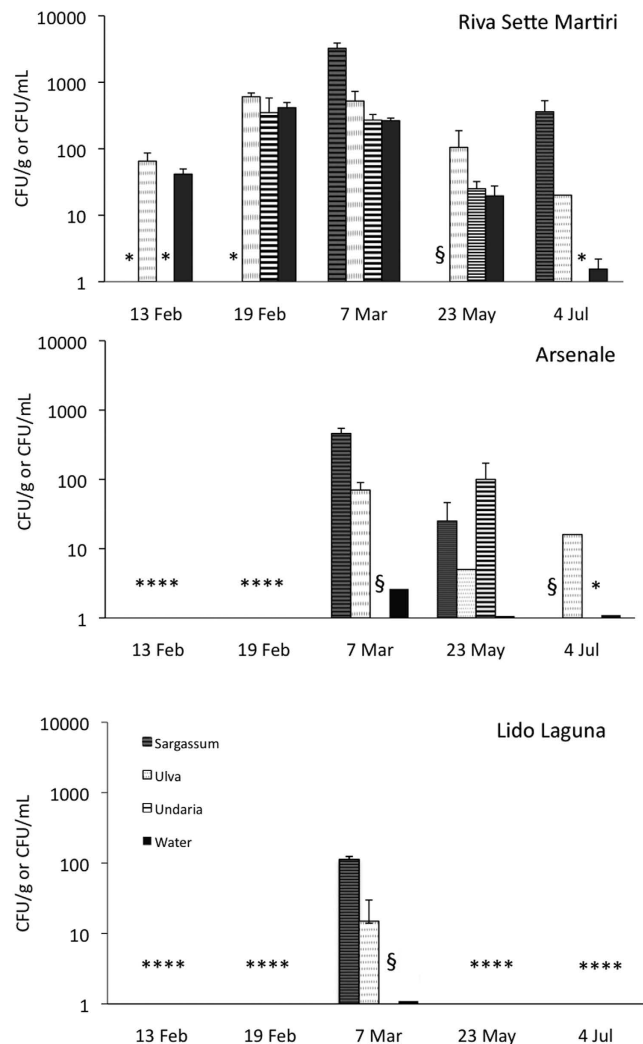 Riva Sette Martiri
CFU/g or CFU/mL
10000
1000
100
10
1
* * * § *
13 Feb 19 Feb 7 Mar 23 May 4 Jul
Arsenale
CFU/g or CFU/mL
10000
1000
100
10
1
**** **** § § *
13 Feb 19 Feb 7 Mar 23 May 4 Jul
Lido Laguna
CFU/g or CFU/mL
10000
1000
100
10
1
Sargassum
Ulva
Undaria
Water
**** **** § **** ****
13 Feb 19 Feb 7 Mar 23 May 4 Jul